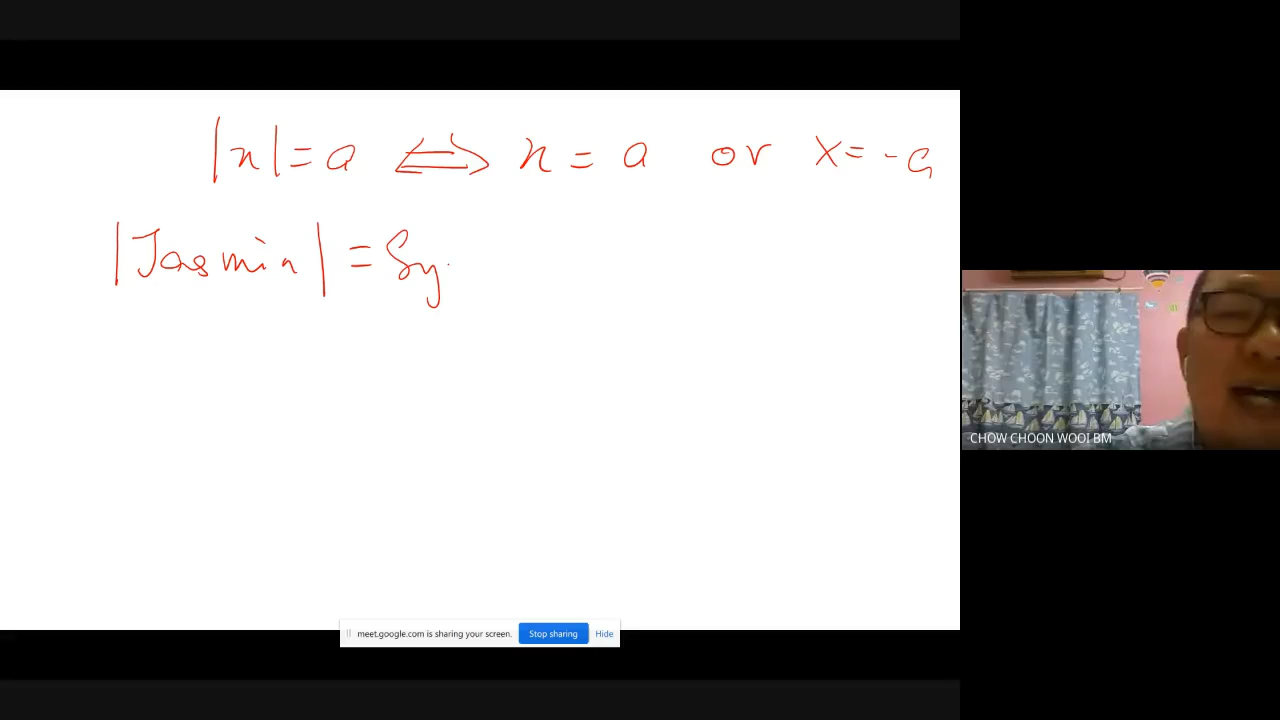 |x| = a ⟺ x = a or x = -a
|Jasmin| = Sy
CHOW CHOON WOOI BM
meet.google.com is sharing your screen. Stop sharing Hide